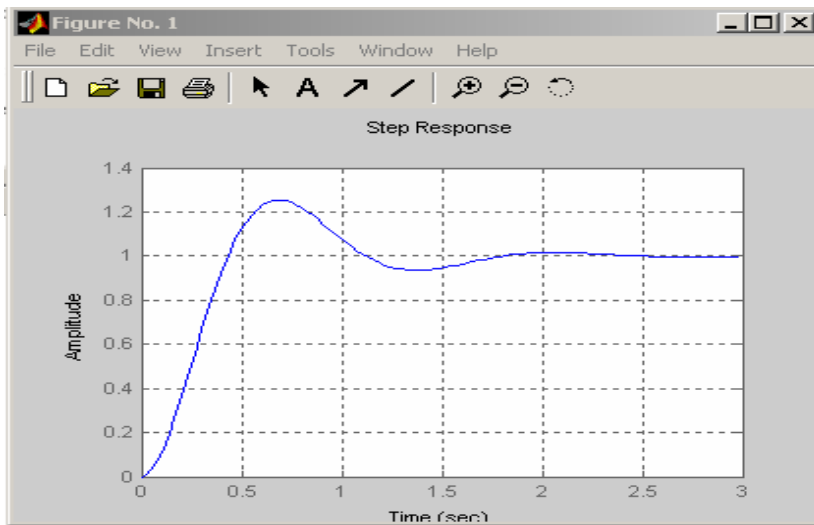 Figure No. 1
File Edit View Insert Tools Window Help
A
Step Response
1.4
1.2
1
0.8
0.6
0.4
0.2
0
Amplitude
0 0.5 1 1.5 2 2.5 3
Time (sec)